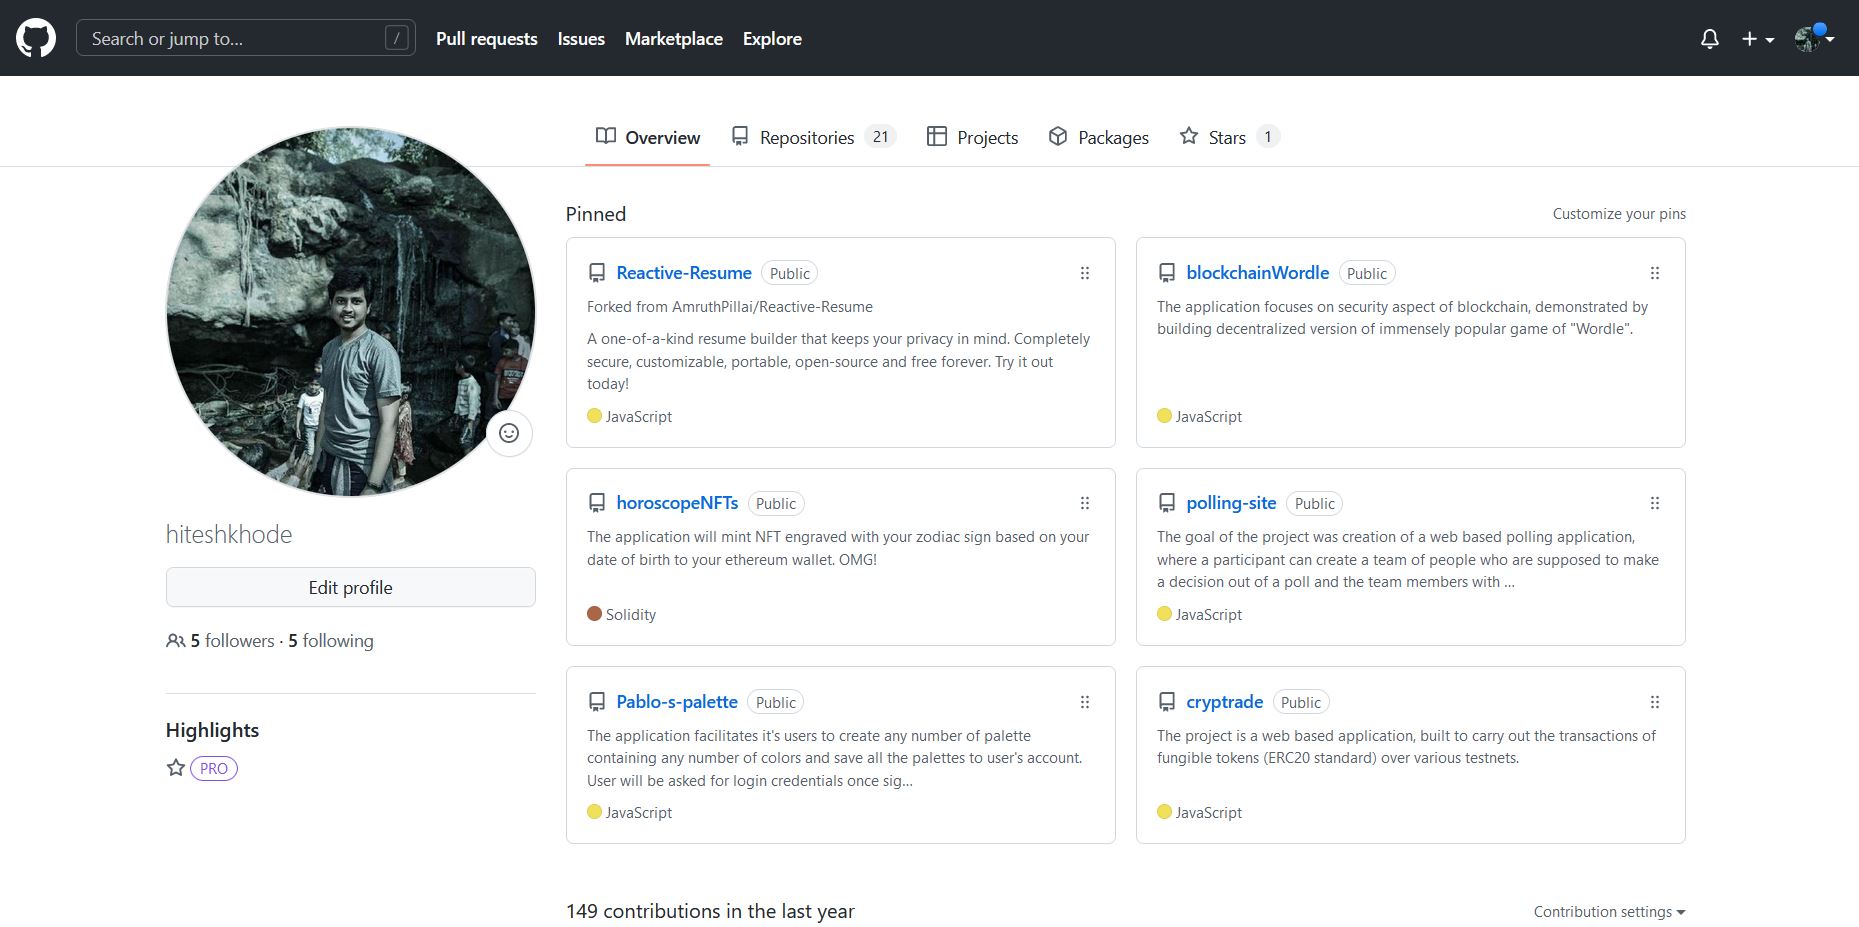 Search or jump to...
/
Pull requests
Issues
Marketplace
Explore
Overview
Repositories 21
Projects
Packages
Stars 1
hiteshkhode
Edit profile
5 followers · 5 following
Highlights
PRO
Pinned
Customize your pins
Reactive-Resume Public
Forked from AmruthPillai/Reactive-Resume
A one-of-a-kind resume builder that keeps your privacy in mind. Completely
secure, customizable, portable, open-source and free forever. Try it out
today!
JavaScript
blockchainWordle Public
The application focuses on security aspect of blockchain, demonstrated by
building decentralized version of immensely popular game of "Wordle".
JavaScript
horoscopeNFTs Public
The application will mint NFT engraved with your zodiac sign based on your
date of birth to your ethereum wallet. OMG!
Solidity
polling-site Public
The goal of the project was creation of a web based polling application,
where a participant can create a team of people who are supposed to make
a decision out of a poll and the team members with ...
JavaScript
Pablo-s-palette Public
The application facilitates it's users to create any number of palette
containing any number of colors and save all the palettes to user's account.
User will be asked for login credentials once sig...
JavaScript
cryptrade Public
The project is a web based application, built to carry out the transactions of
fungible tokens (ERC20 standard) over various testnets.
JavaScript
149 contributions in the last year
Contribution settings